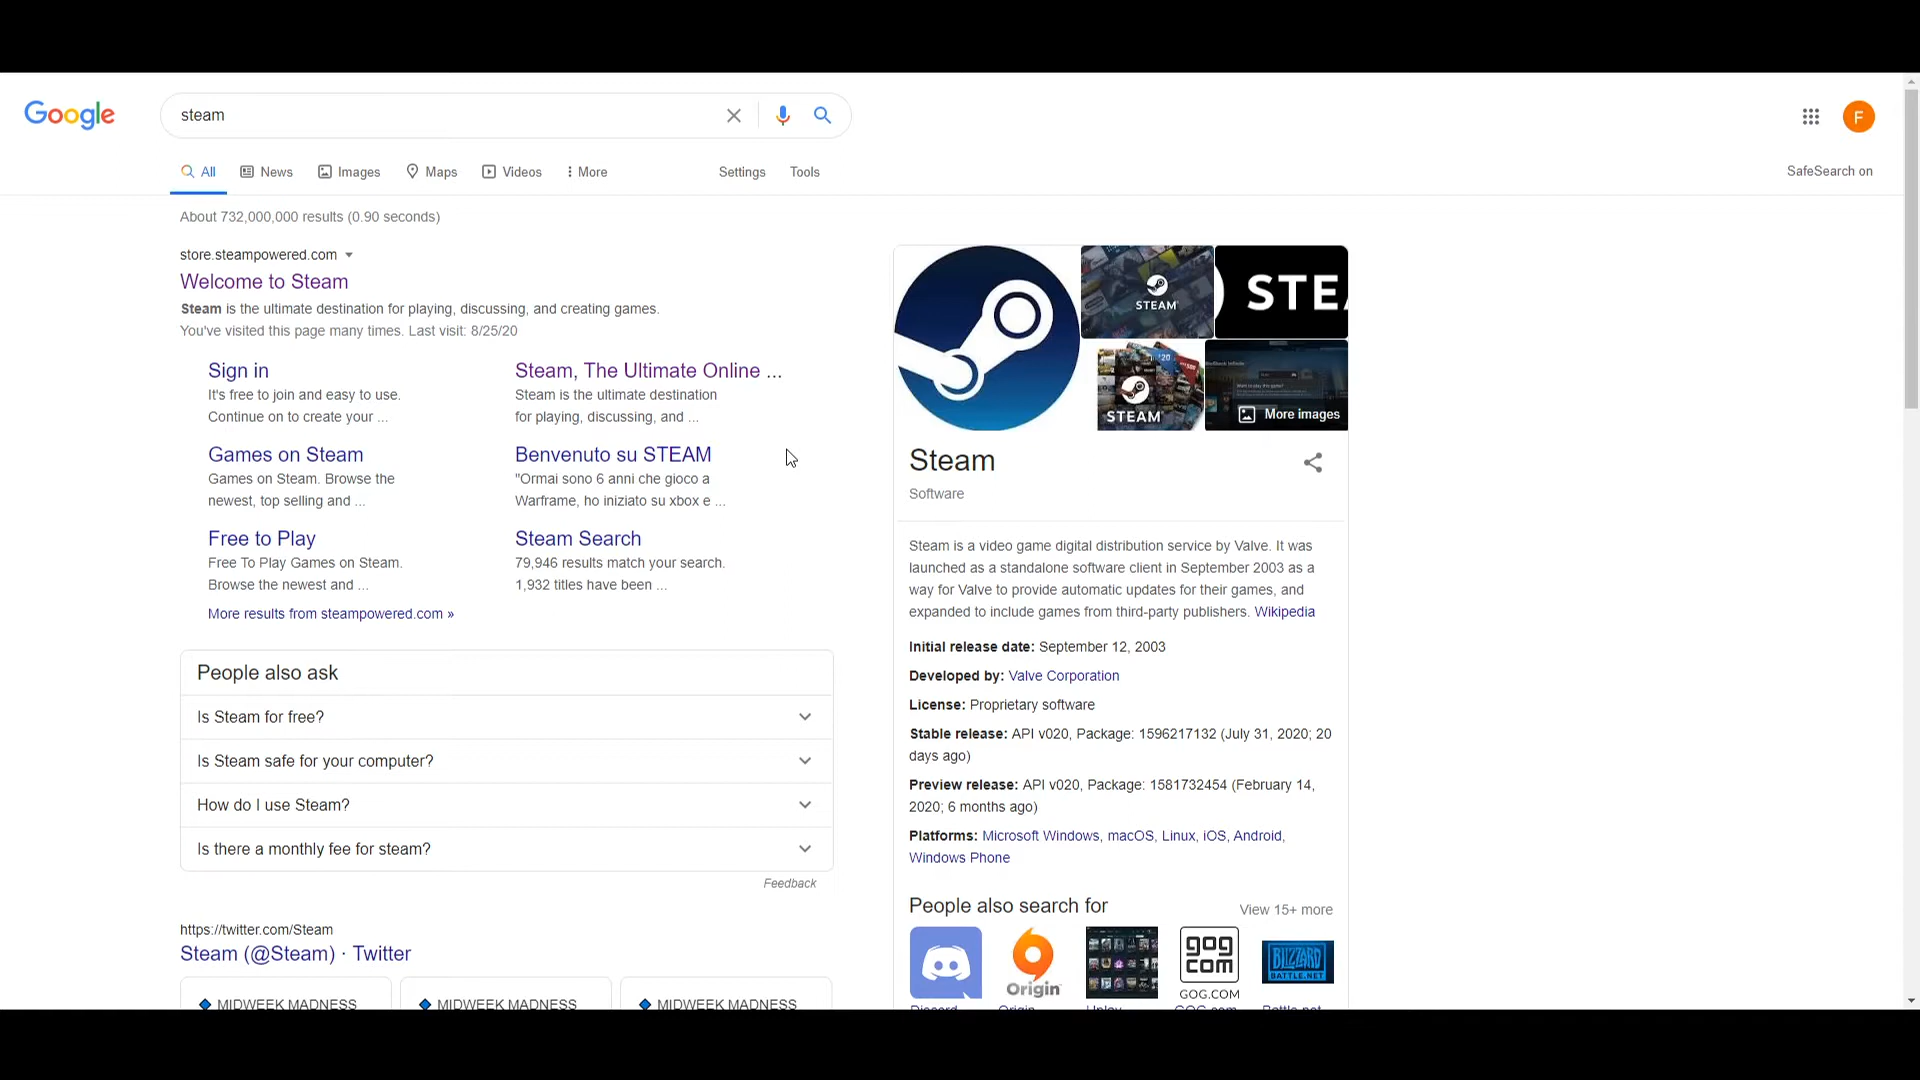 Google
steam
All
News
Images
Maps
Videos
More
Settings
Tools
F
SafeSearch on
About 732,000,000 results (0.90 seconds)
store.steampowered.com
Welcome to Steam
Steam is the ultimate destination for playing, discussing, and creating games.
You've visited this page many times. Last visit: 8/25/20
Sign in
It's free to join and easy to use.
Continue on to create your ...
Steam, The Ultimate Online ...
Steam is the ultimate destination
for playing, discussing, and ...
Games on Steam
Games on Steam. Browse the
newest, top selling and ...
Benvenuto su STEAM
"Ormai sono 6 anni che gioco a
Warframe, ho iniziato su xbox e ...
Free to Play
Free To Play Games on Steam.
Browse the newest and ...
Steam Search
79,946 results match your search.
1,932 titles have been ...
More results from steampowered.com »
People also ask
Is Steam for free?
Is Steam safe for your computer?
How do I use Steam?
Is there a monthly fee for steam?
Feedback
https://twitter.com/Steam
Steam (@Steam) · Twitter
MIDWEEK MADNESS
MIDWEEK MADNESS
MIDWEEK MADNESS
STEAM
STEA
STEAM
More images
Steam
Software
Steam is a video game digital distribution service by Valve. It was
launched as a standalone software client in September 2003 as a
way for Valve to provide automatic updates for their games, and
expanded to include games from third-party publishers. Wikipedia
Initial release date: September 12, 2003
Developed by: Valve Corporation
License: Proprietary software
Stable release: API v020, Package: 1596217132 (July 31, 2020; 20
days ago)
Preview release: API v020, Package: 1581732454 (February 14,
2020; 6 months ago)
Platforms: Microsoft Windows, macOS, Linux, iOS, Android,
Windows Phone
People also search for
View 15+ more
Origin
gog
com
GOG.COM
BLIZZARD
BATTLE.NET
Discord
Origin
Uplay
GOG.com
Battle.net